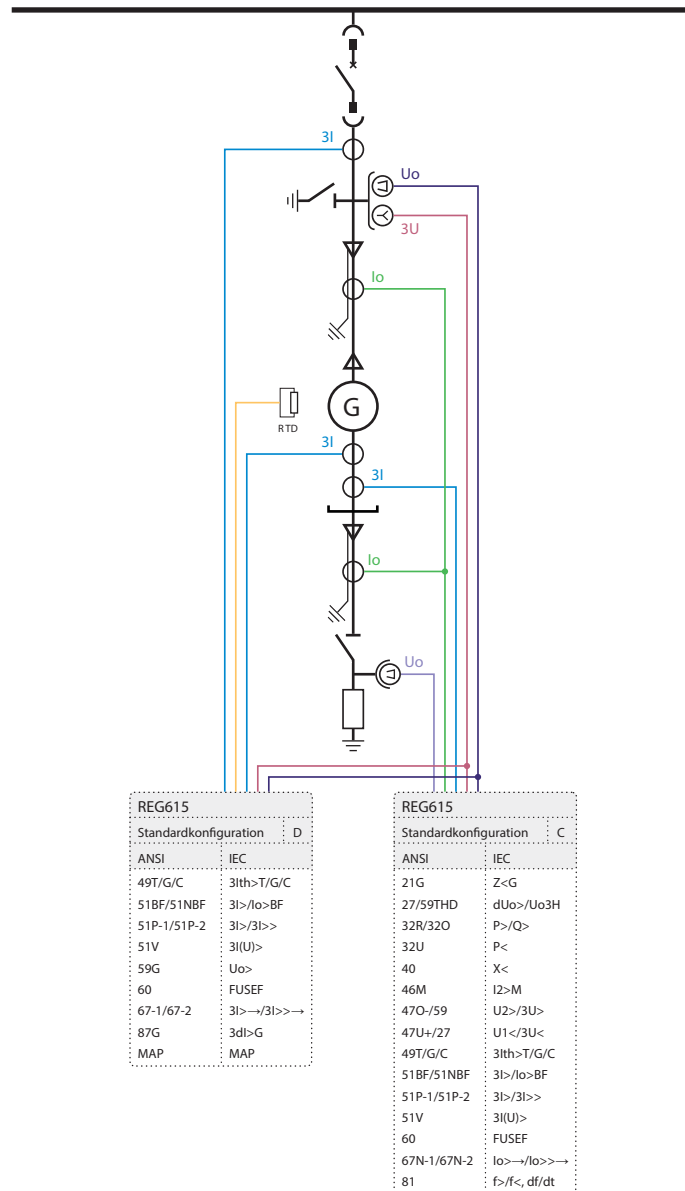 3I
Uo
3U
Io
G
RTD
3I
3I
Io
Uo
REG615
Standardkonfiguration D
ANSI IEC
49T/G/C 3Ith>T/G/C
51BF/51NBF 3I>/Io>BF
51P-1/51P-2 3I>/3I>>
51V 3I(U)>
59G Uo>
60 FUSEF
67-1/67-2 3I>→/3I>>→
87G 3dI>G
MAP MAP
REG615
Standardkonfiguration C
ANSI IEC
21G Z<G
27/59THD dUo>/Uo3H
32R/32O P>/Q>
32U P<
40 X<
46M I2>M
47O-/59 U2>/3U>
47U+/27 U1</3U<
49T/G/C 3Ith>T/G/C
51BF/51NBF 3I>/Io>BF
51P-1/51P-2 3I>/3I>>
51V 3I(U)>
60 FUSEF
67N-1/67N-2 Io>→/Io>>→
81 f>/f<, df/dt